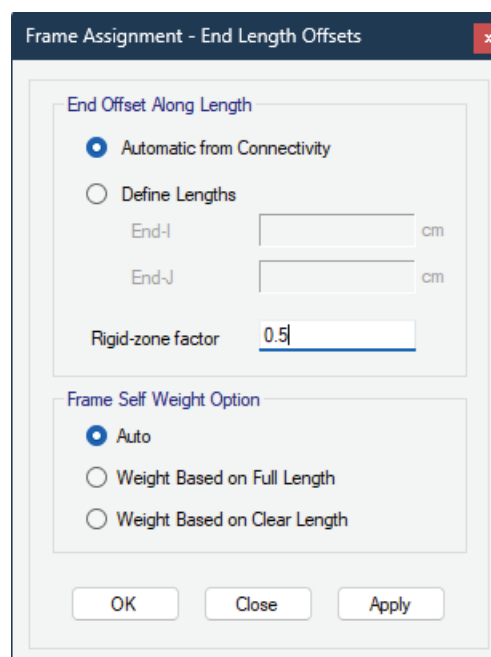 Frame Assignment - End Length Offsets x
End Offset Along Length
Automatic from Connectivity
Define Lengths
End-I cm
End-J cm
Rigid-zone factor 0.5
Frame Self Weight Option
Auto
Weight Based on Full Length
Weight Based on Clear Length
OK Close Apply